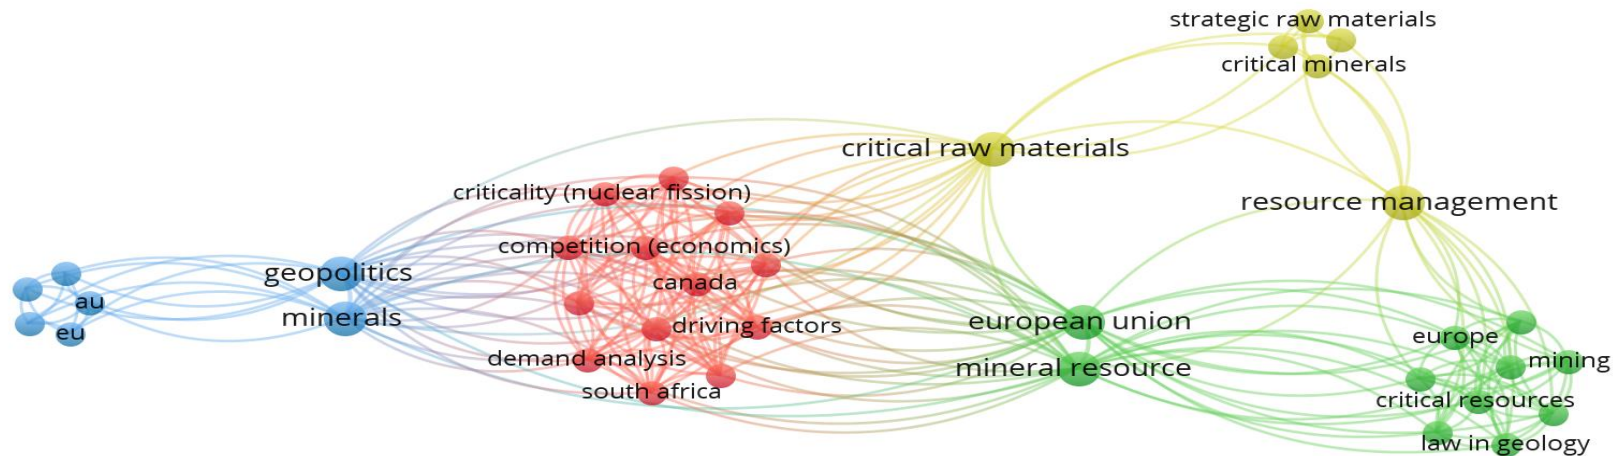 strategic raw materials
critical minerals
critical raw materials
criticality (nuclear fission)
resource management
competition (economics)
geopolitics
canada
au
minerals
european union
driving factors
eu
europe
demand analysis
mining
mineral resource
south africa
critical resources
law in geology